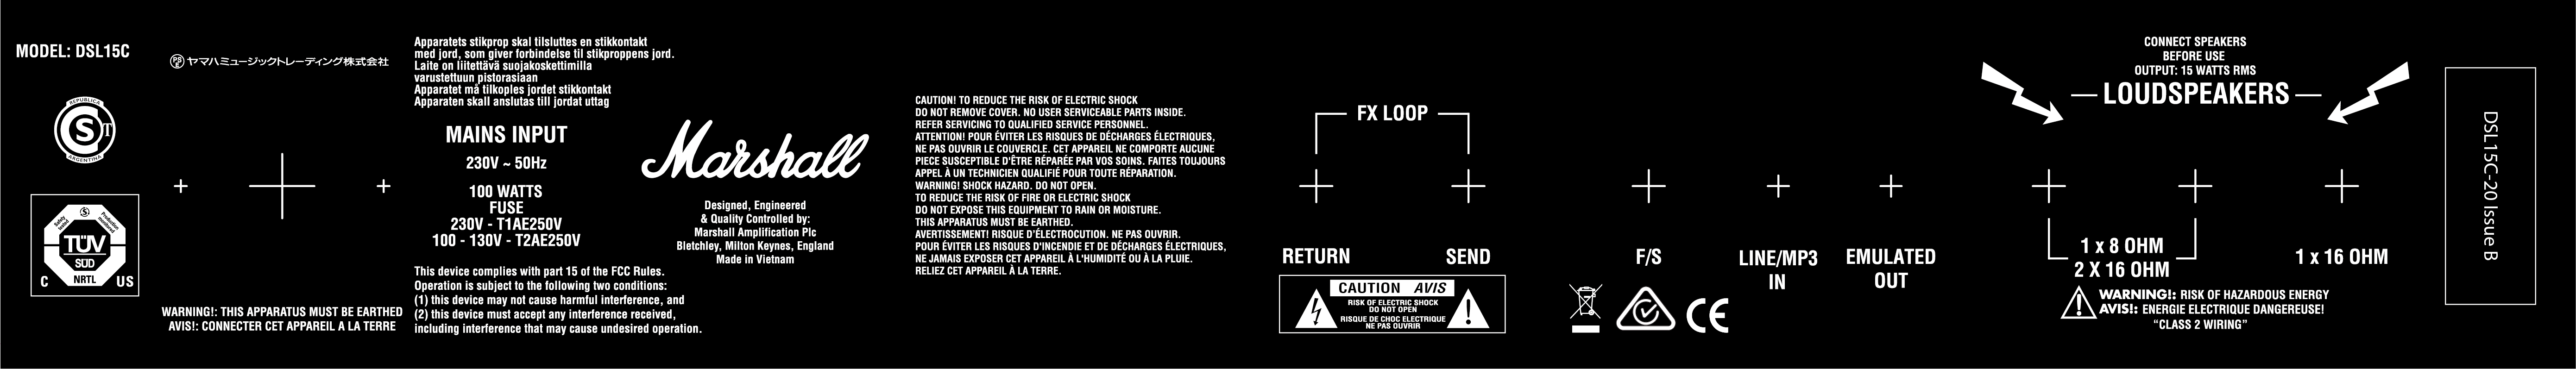 MODEL: DSL15C
REPUBLICA
S T
ARGENTINA
Safety tested
S
Production monitored
TÜV
SÜD
NRTL
C US
PSE ヤマハミュージックトレーディング株式会社
WARNING!: THIS APPARATUS MUST BE EARTHED
AVIS!: CONNECTER CET APPAREIL A LA TERRE
Apparatets stikprop skal tilsluttes en stikkontakt
med jord, som giver forbindelse til stikproppens jord.
Laite on liitettävä suojakoskettimilla
varustettuun pistorasiaan
Apparatet må tilkoples jordet stikkontakt
Apparaten skall anslutas till jordat uttag
MAINS INPUT
230V ~ 50Hz
100 WATTS
FUSE
230V - T1AE250V
100 - 130V - T2AE250V
This device complies with part 15 of the FCC Rules.
Operation is subject to the following two conditions:
(1) this device may not cause harmful interference, and
(2) this device must accept any interference received,
including interference that may cause undesired operation.
Marshall
Designed, Engineered
& Quality Controlled by:
Marshall Amplification Plc
Bletchley, Milton Keynes, England
Made in Vietnam
CAUTION! TO REDUCE THE RISK OF ELECTRIC SHOCK
DO NOT REMOVE COVER. NO USER SERVICEABLE PARTS INSIDE.
REFER SERVICING TO QUALIFIED SERVICE PERSONNEL.
ATTENTION! POUR ÉVITER LES RISQUES DE DÉCHARGES ÉLECTRIQUES,
NE PAS OUVRIR LE COUVERCLE. CET APPAREIL NE COMPORTE AUCUNE
PIECE SUSCEPTIBLE D'ÊTRE RÉPARÉE PAR VOS SOINS. FAITES TOUJOURS
APPEL À UN TECHNICIEN QUALIFIÉ POUR TOUTE RÉPARATION.
WARNING! SHOCK HAZARD. DO NOT OPEN.
TO REDUCE THE RISK OF FIRE OR ELECTRIC SHOCK
DO NOT EXPOSE THIS EQUIPMENT TO RAIN OR MOISTURE.
THIS APPARATUS MUST BE EARTHED.
AVERTISSEMENT! RISQUE D'ÉLECTROCUTION. NE PAS OUVRIR.
POUR ÉVITER LES RISQUES D'INCENDIE ET DE DÉCHARGES ÉLECTRIQUES,
NE JAMAIS EXPOSER CET APPAREIL À L'HUMIDITÉ OU À LA PLUIE.
RELIEZ CET APPAREIL À LA TERRE.
FX LOOP
RETURN
SEND
CAUTION AVIS
RISK OF ELECTRIC SHOCK
DO NOT OPEN
RISQUE DE CHOC ELECTRIQUE
NE PAS OUVRIR
F/S
LINE/MP3
IN
EMULATED
OUT
CE
CONNECT SPEAKERS
BEFORE USE
OUTPUT: 15 WATTS RMS
LOUDSPEAKERS
1 x 8 OHM
2 X 16 OHM
1 x 16 OHM
WARNING!: RISK OF HAZARDOUS ENERGY
AVIS!: ENERGIE ELECTRIQUE DANGEREUSE!
“CLASS 2 WIRING”
DSL15C-20 Issue B